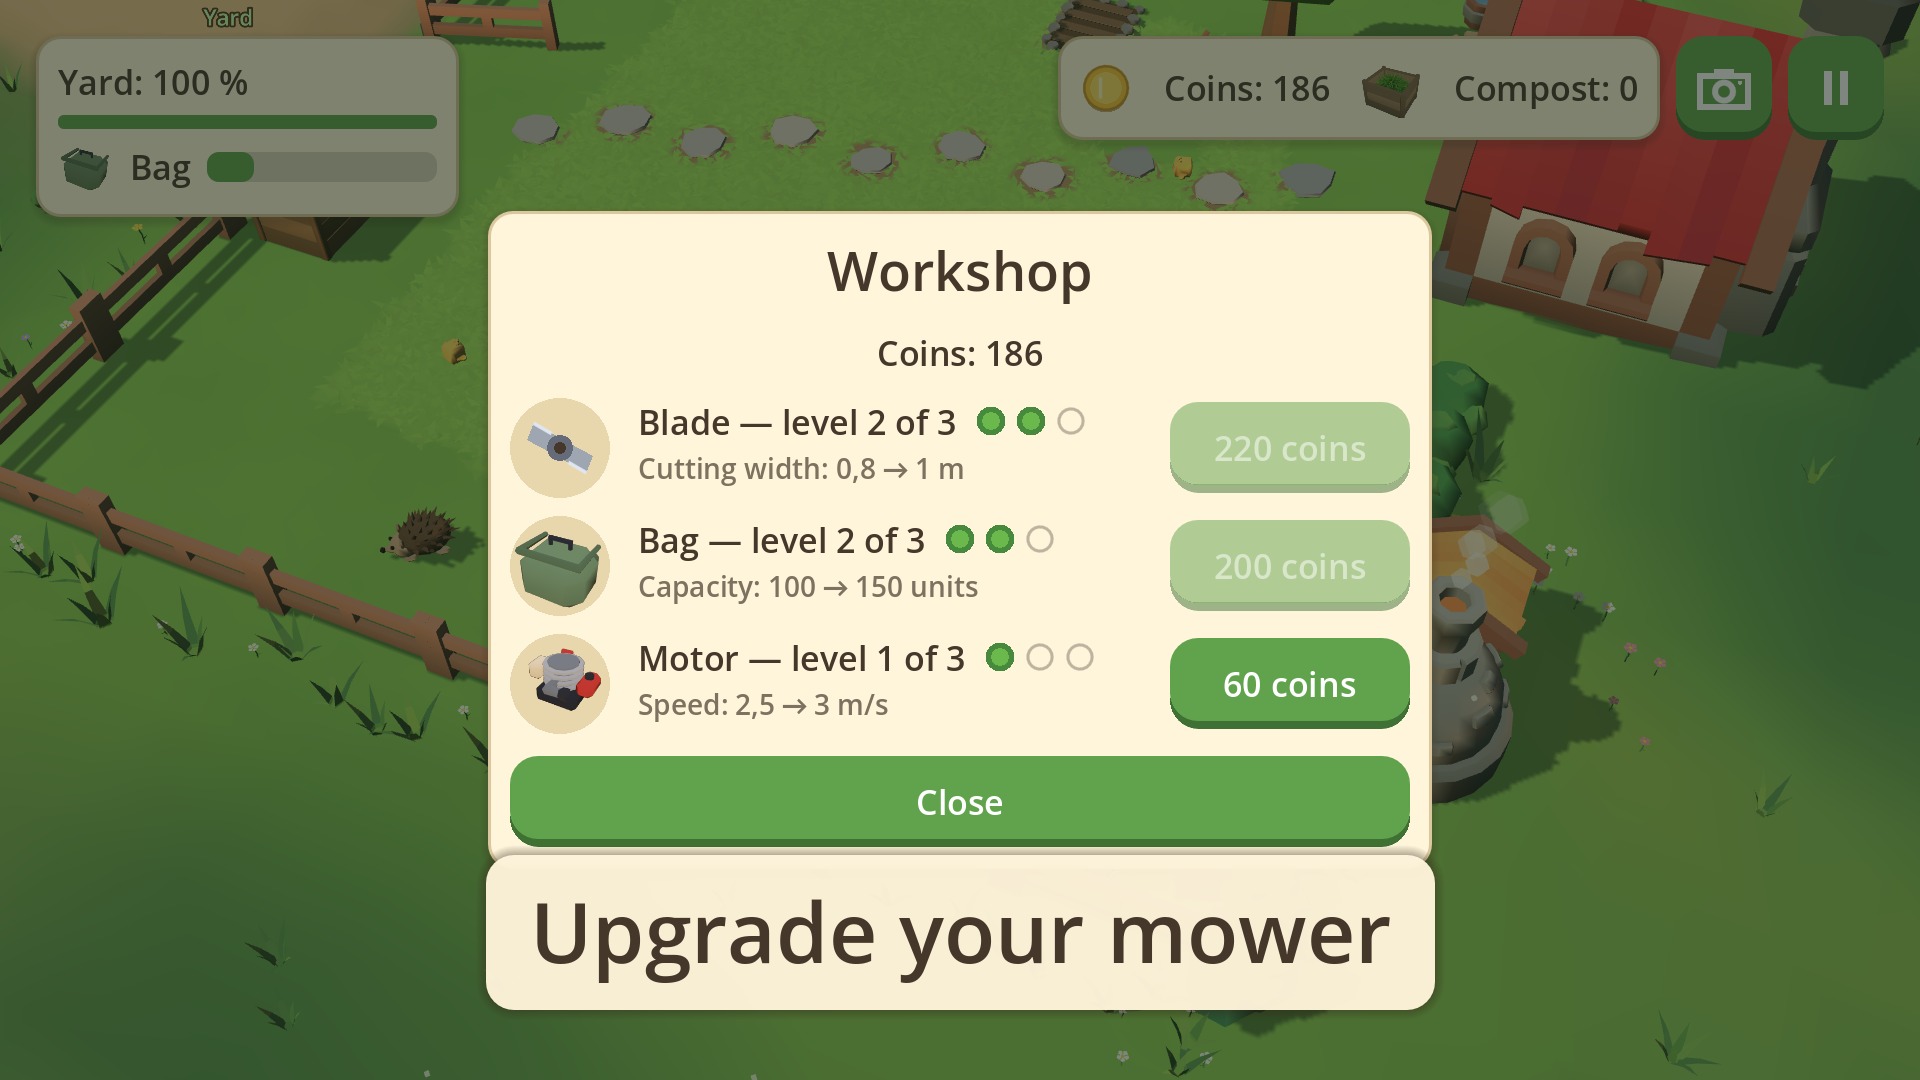 Yard
Yard: 100 %
Bag
Coins: 186
Compost: 0
Workshop
Coins: 186
Blade — level 2 of 3
Cutting width: 0,8 → 1 m
220 coins
Bag — level 2 of 3
Capacity: 100 → 150 units
200 coins
Motor — level 1 of 3
Speed: 2,5 → 3 m/s
60 coins
Close
Upgrade your mower